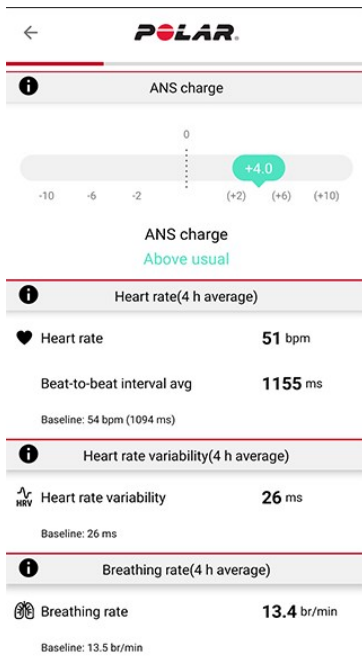 POLAR
ANS charge
0
+4.0
-10 -6 -2 (+2) (+6) (+10)
ANS charge
Above usual
Heart rate(4 h average)
Heart rate 51 bpm
Beat-to-beat interval avg 1155 ms
Baseline: 54 bpm (1094 ms)
Heart rate variability(4 h average)
HRV Heart rate variability 26 ms
Baseline: 26 ms
Breathing rate(4 h average)
Breathing rate 13.4 br/min
Baseline: 13.5 br/min